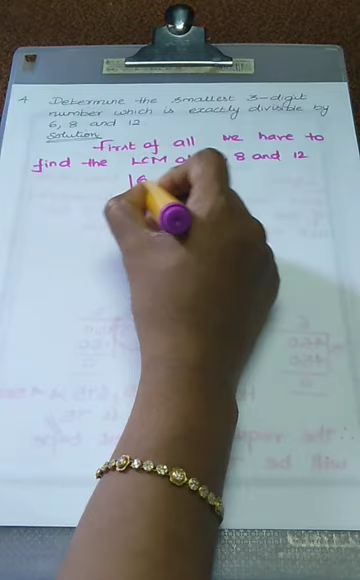 4 Determine the smallest 3-digit
number which is exactly divisible by
6, 8 and 12
Solution
First of all we have to
find the LCM 8 and 12
6